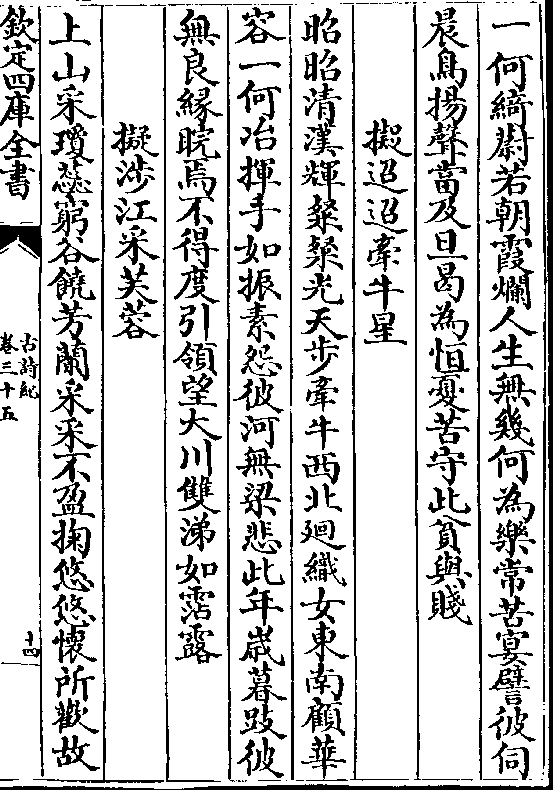 一何綺蔚若朝霞爛人生無幾何為樂常苦宴譬彼伺
晨鳥揚聲當及旦曷為恒憂苦守此貧與賤
擬迢迢牽牛星
昭昭清漢輝粲粲光天步牽牛西北廻織女東南顧華
容一何冶揮手如振素怨彼河無梁悲此年歲暮跂彼
無良緣睆焉不得度引領望大川雙涕如霑露
擬涉江采芙蓉
上山采瓊蘂窮谷饒芳蘭采采不盈掬悠悠懷所歡故
欽定四庫全書
古詩紀
卷三十五
十四